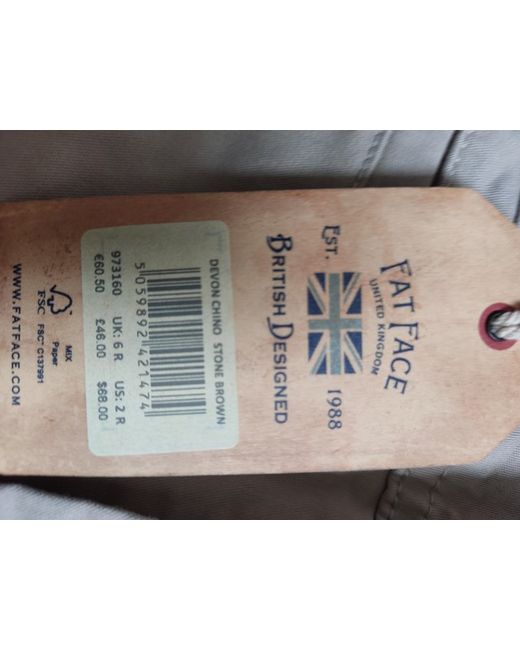 FAT FACE
UNITED KINGDOM
EST. 1988
BRITISH DESIGNED
DEVON CHINO STONE BROWN
5 059892 421474
973160 UK: 6 R US: 2 R
€60.50 £46.00 $68.00
FSC
MIX
Paper
FSC® C137991
WWW.FATFACE.COM